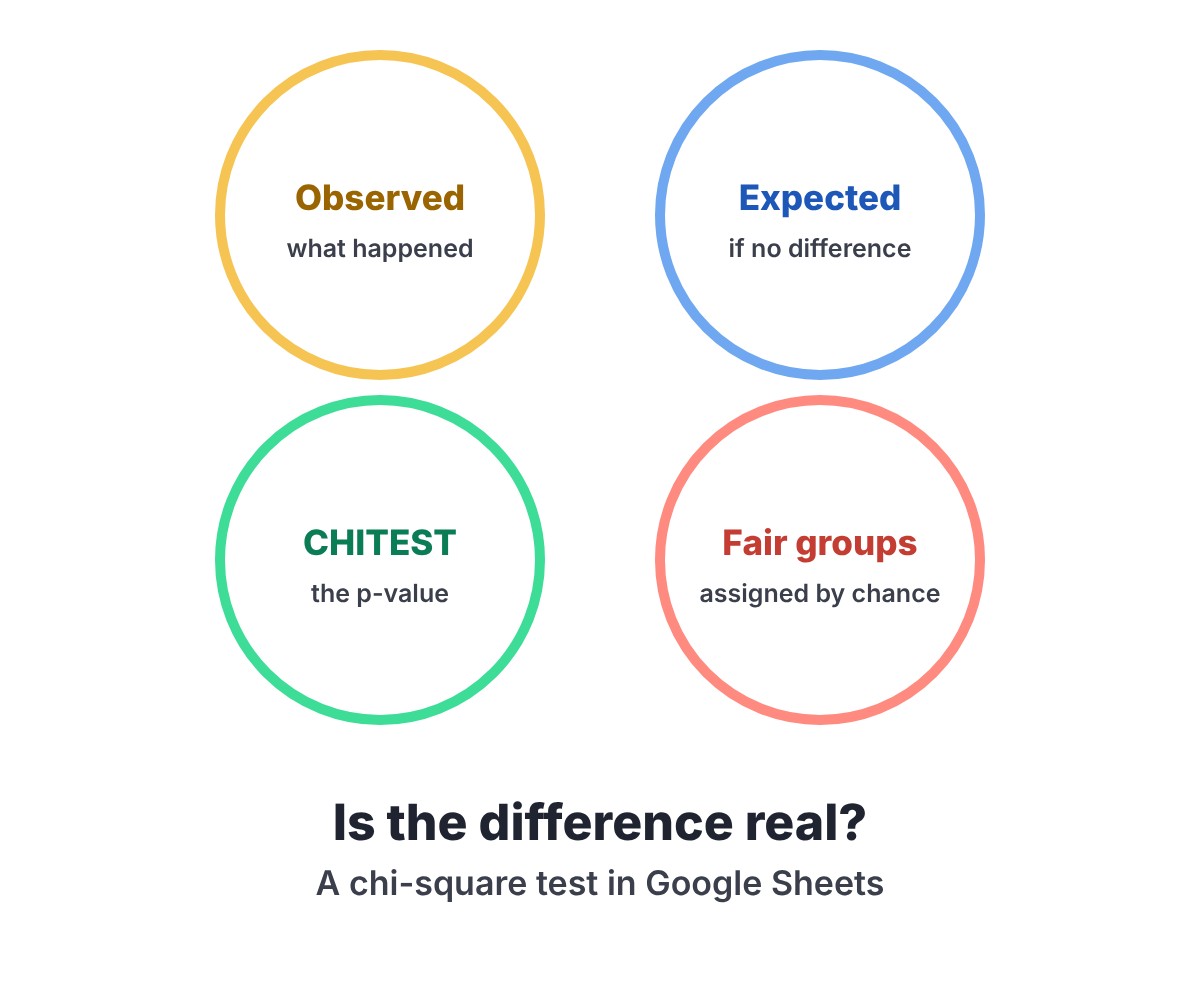 Observed
what happened
Expected
if no difference
CHITEST
the p-value
Fair groups
assigned by chance
Is the difference real?
A chi-square test in Google Sheets